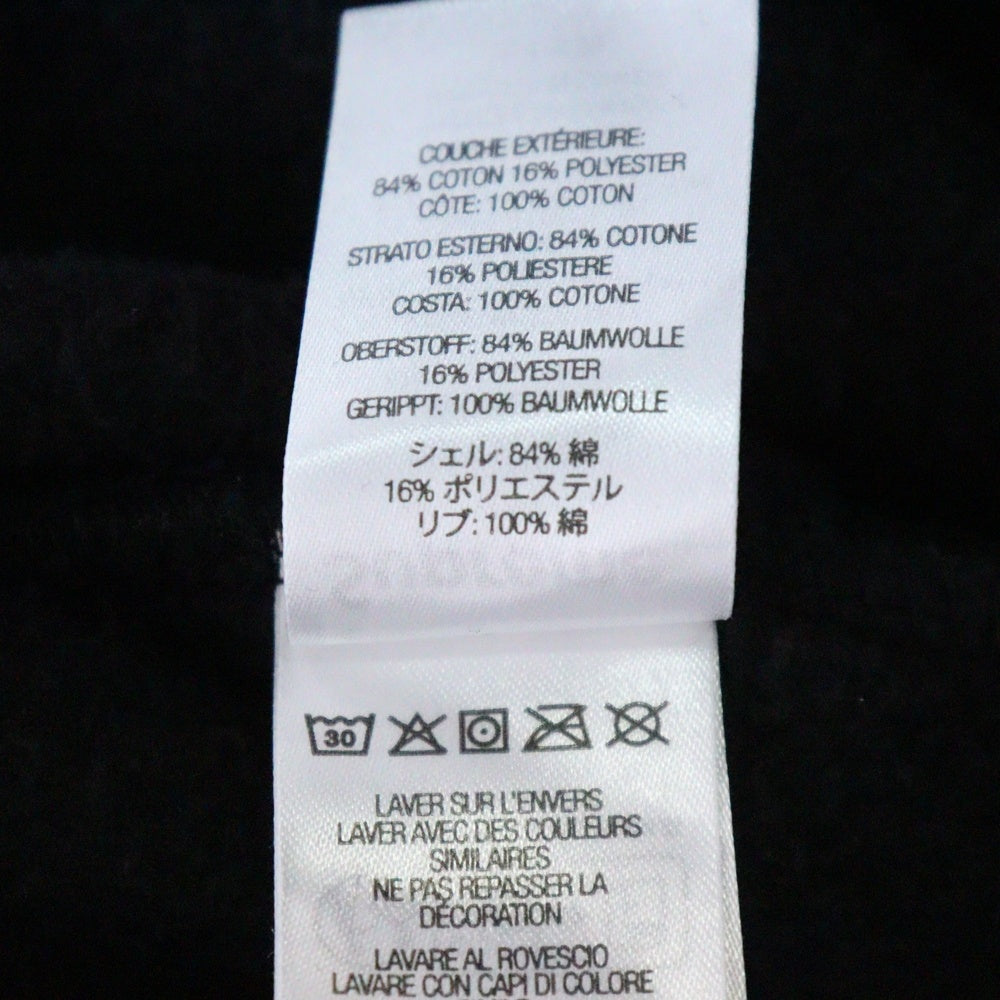 COUCHE EXTÉRIEURE:
84% COTON 16% POLYESTER
CÔTE: 100% COTON
STRATO ESTERNO: 84% COTONE
16% POLIESTERE
COSTA: 100% COTONE
OBERSTOFF: 84% BAUMWOLLE
16% POLYESTER
GERIPPT: 100% BAUMWOLLE
シェル: 84% 綿
16% ポリエステル
リブ: 100% 綿
30
LAVER SUR L'ENVERS
LAVER AVEC DES COULEURS
SIMILAIRES
NE PAS REPASSER LA
DÉCORATION
LAVARE AL ROVESCIO
LAVARE CON CAPI DI COLORE